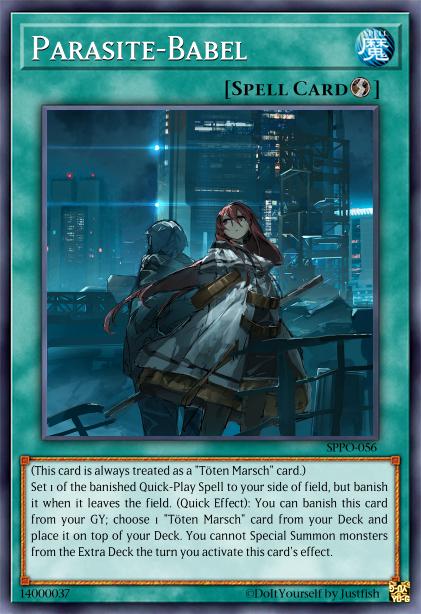 PARASITE-BABEL
SPELL
魔
[SPELL CARD]
SPPO-056
(This card is always treated as a "Töten Marsch" card.)
Set 1 of the banished Quick-Play Spell to your side of field, but banish
it when it leaves the field. (Quick Effect): You can banish this card
from your GY; choose 1 "Töten Marsch" card from your Deck and
place it on top of your Deck. You cannot Special Summon monsters
from the Extra Deck the turn you activate this card's effect.
14000037
©DoItYourself by Justfish